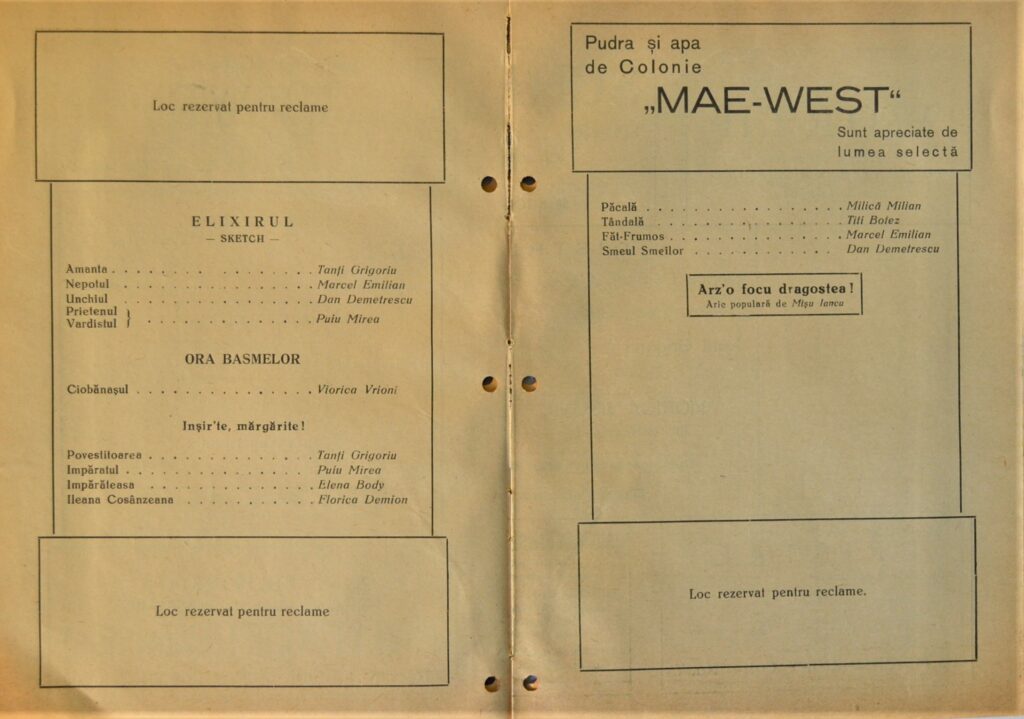 Loc rezervat pentru reclame
ELIXIRUL
— SKETCH —
Amanta . . . . . . . . . . . . . . . Tanți Grigoriu
Nepotul . . . . . . . . . . . . . . Marcel Emilian
Unchiul . . . . . . . . . . . . . . Dan Demetrescu
Prietenul }
Vardistul } . . . . . . . . . . . . . Puiu Mirea
ORA BASMELOR
Ciobănașul . . . . . . . . . . . . . Viorica Vrioni
Inșir'te, mărgărite!
Povestitoarea . . . . . . . . . . . . Tanți Grigoriu
Impăratul . . . . . . . . . . . . . . Puiu Mirea
Impărăteasa . . . . . . . . . . . . Elena Body
Ileana Cosânzeana . . . . . . . . . . Florica Demion
Loc rezervat pentru reclame
Pudra și apa
de Colonie
„MAE-WEST“
Sunt apreciate de
lumea selectă
Păcală . . . . . . . . . . . . . . . . . Milică Milian
Tândală . . . . . . . . . . . . . . . . Titi Botez
Făt-Frumos . . . . . . . . . . . . . . Marcel Emilian
Smeul Smeilor . . . . . . . . . . . . Dan Demetrescu
Arz'o focu dragostea!
Arie populară de Mișu Iancu
Loc rezervat pentru reclame.